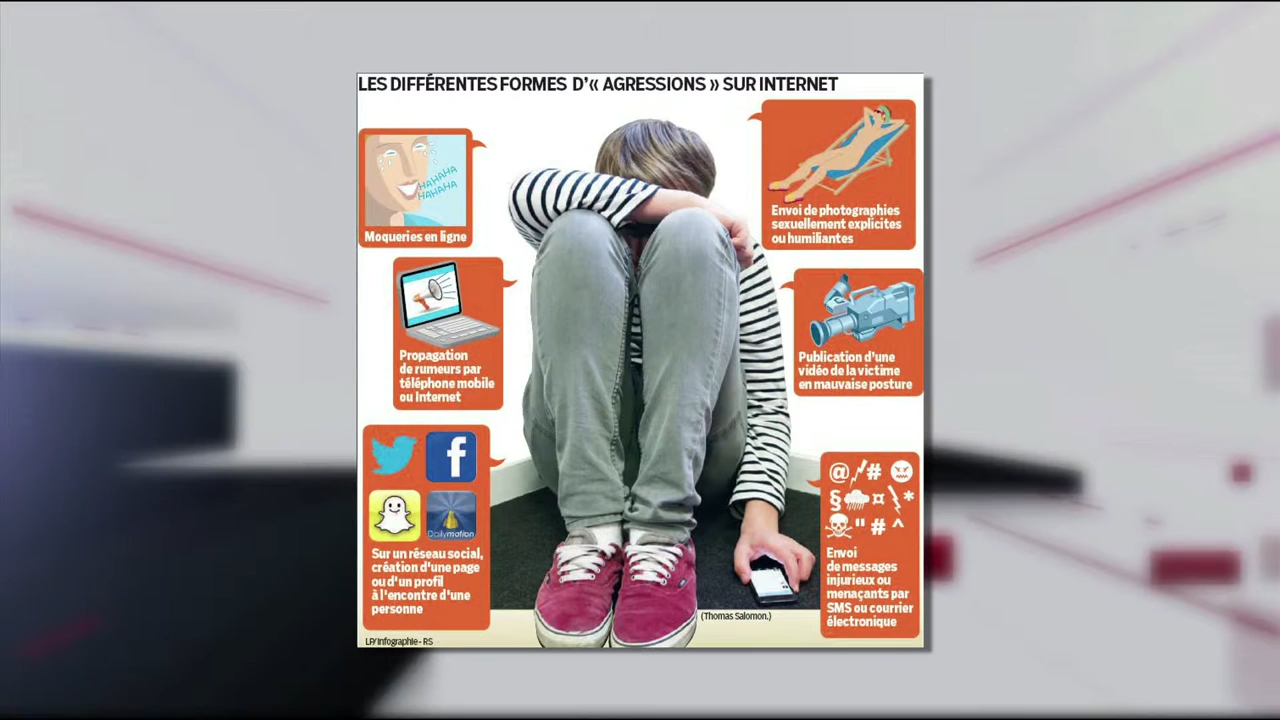 LES DIFFÉRENTES FORMES D'« AGRESSIONS » SUR INTERNET
HAHAHA
HAHAHA
Moqueries en ligne
Propagation
de rumeurs par
téléphone mobile
ou Internet
f
Dailymotion
Sur un réseau social,
création d'une page
ou d'un profil
à l'encontre d'une
personne
LP/Infographie - RS
Envoi de photographies
sexuellement explicites
ou humiliantes
Publication d'une
vidéo de la victime
en mauvaise posture
@ #
§ ¤ *
" # ^
Envoi
de messages
injurieux ou
menaçants par
SMS ou courrier
électronique
(Thomas Salomon.)